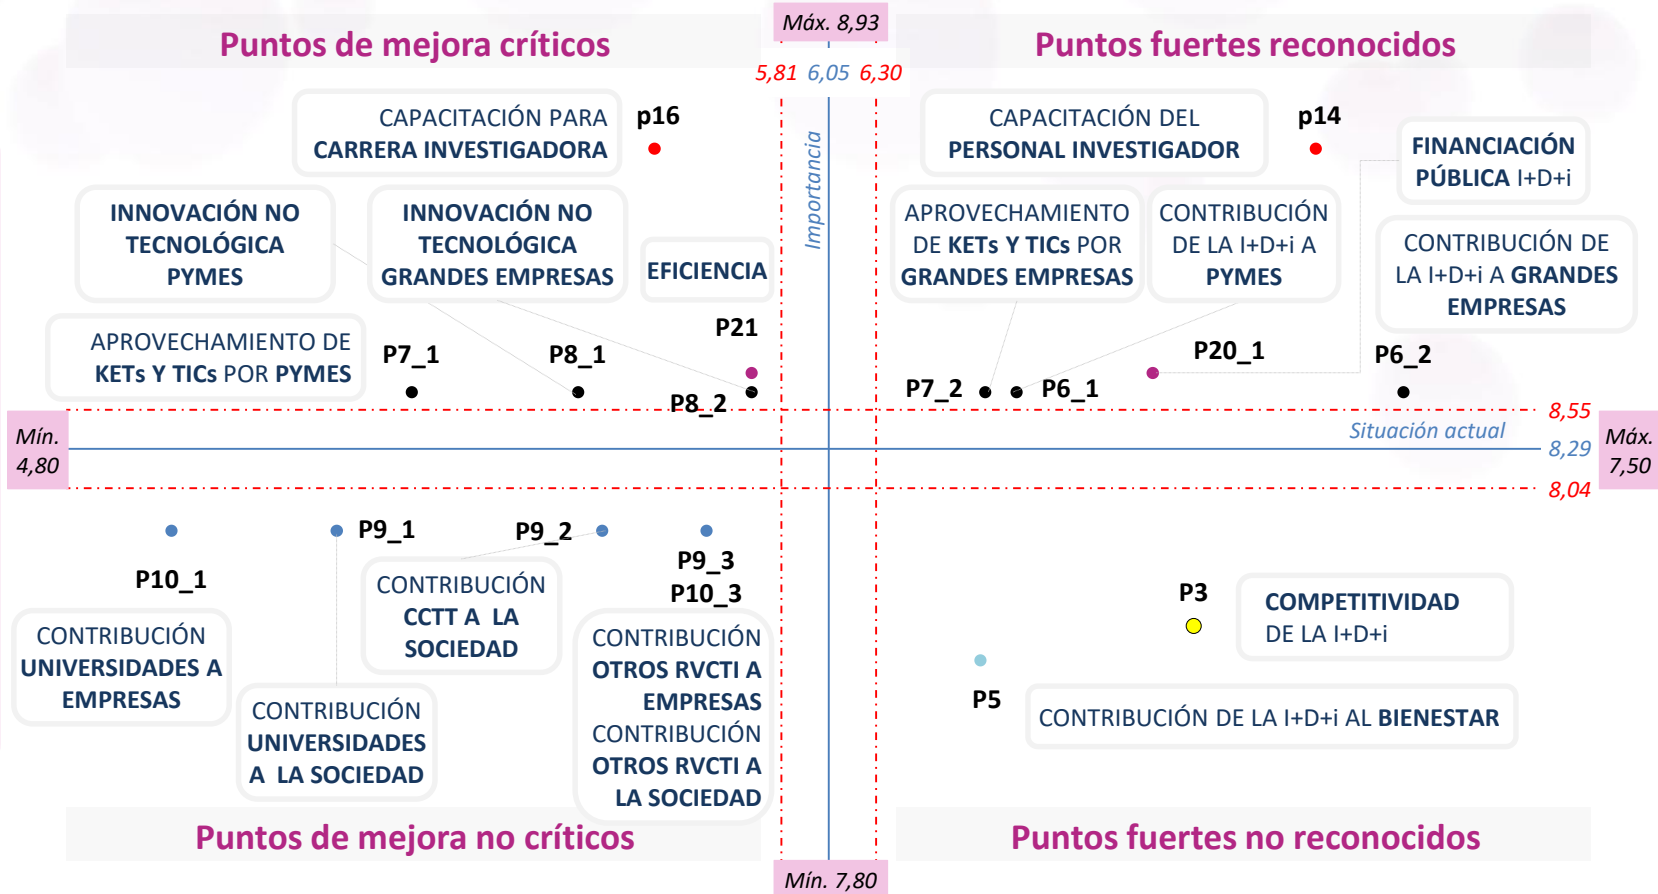 Puntos de mejora críticos
Máx. 8,93
Puntos fuertes reconocidos
5,81 6,05 6,30
Importancia
CAPACITACIÓN PARA
CARRERA INVESTIGADORA
p16
CAPACITACIÓN DEL
PERSONAL INVESTIGADOR
p14
FINANCIACIÓN
PÚBLICA I+D+i
INNOVACIÓN NO
TECNOLÓGICA
PYMES
INNOVACIÓN NO
TECNOLÓGICA
GRANDES EMPRESAS
EFICIENCIA
APROVECHAMIENTO
DE KETs Y TICs POR
GRANDES EMPRESAS
CONTRIBUCIÓN
DE LA I+D+i A
PYMES
CONTRIBUCIÓN DE
LA I+D+i A GRANDES
EMPRESAS
APROVECHAMIENTO DE
KETs Y TICs POR PYMES
P7_1
P8_1
P21
P8_2
P7_2
P6_1
P20_1
P6_2
8,55
Situación actual
8,29
8,04
Mín.
4,80
Máx.
7,50
P10_1
P9_1
P9_2
P9_3
P10_3
CONTRIBUCIÓN
UNIVERSIDADES A
EMPRESAS
CONTRIBUCIÓN
UNIVERSIDADES
A LA SOCIEDAD
CONTRIBUCIÓN
CCTT A LA
SOCIEDAD
CONTRIBUCIÓN
OTROS RVCTI A
EMPRESAS
CONTRIBUCIÓN
OTROS RVCTI A
LA SOCIEDAD
P3
COMPETITIVIDAD
DE LA I+D+i
P5
CONTRIBUCIÓN DE LA I+D+i AL BIENESTAR
Puntos de mejora no críticos
Puntos fuertes no reconocidos
Mín. 7,80